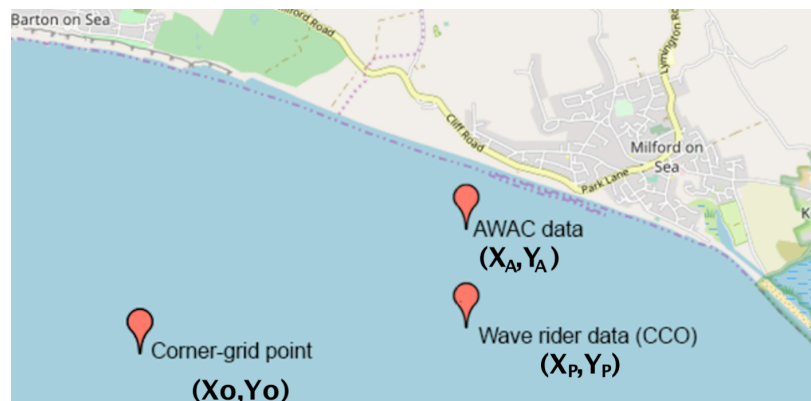 Barton on Sea
Milford Road
Lymington Ro
Cliff Road
Milford on
Sea
Park Lane
K
AWAC data
(XA,YA)
Wave rider data (CCO)
(XP,YP)
Corner-grid point
(Xo,Yo)